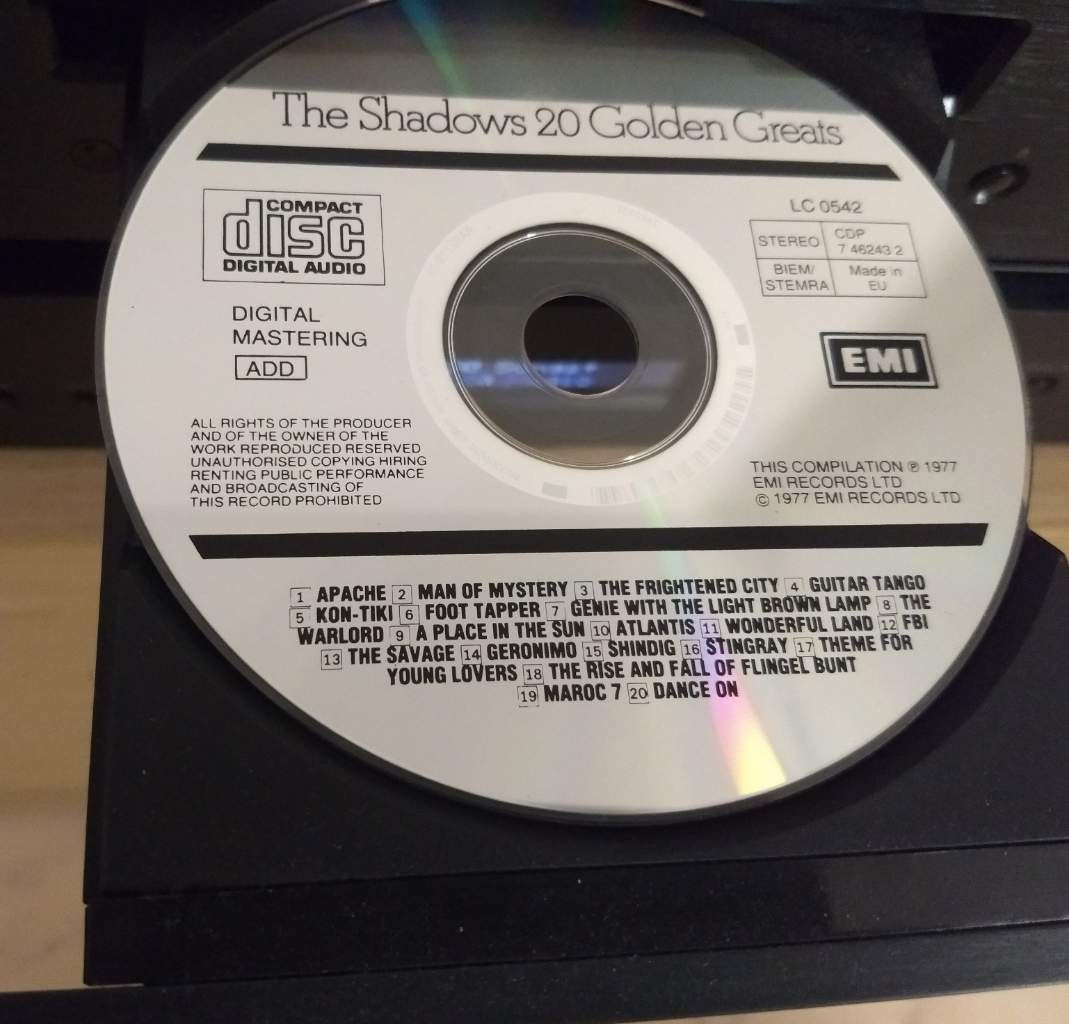 The Shadows 20 Golden Greats
COMPACT
disc
DIGITAL AUDIO
DIGITAL
MASTERING
ADD
ALL RIGHTS OF THE PRODUCER
AND OF THE OWNER OF THE
WORK REPRODUCED RESERVED
UNAUTHORISED COPYING HIRING
RENTING PUBLIC PERFORMANCE
AND BROADCASTING OF
THIS RECORD PROHIBITED
LC 0542
STEREO
CDP
7 46243 2
BIEM/
STEMRA
Made in
EU
EMI
THIS COMPILATION ℗ 1977
EMI RECORDS LTD
© 1977 EMI RECORDS LTD
1 APACHE 2 MAN OF MYSTERY 3 THE FRIGHTENED CITY 4 GUITAR TANGO
5 KON-TIKI 6 FOOT TAPPER 7 GENIE WITH THE LIGHT BROWN LAMP 8 THE
WARLORD 9 A PLACE IN THE SUN 10 ATLANTIS 11 WONDERFUL LAND 12 FBI
13 THE SAVAGE 14 GERONIMO 15 SHINDIG 16 STINGRAY 17 THEME FOR
YOUNG LOVERS 18 THE RISE AND FALL OF FLINGEL BUNT
19 MAROC 7 20 DANCE ON